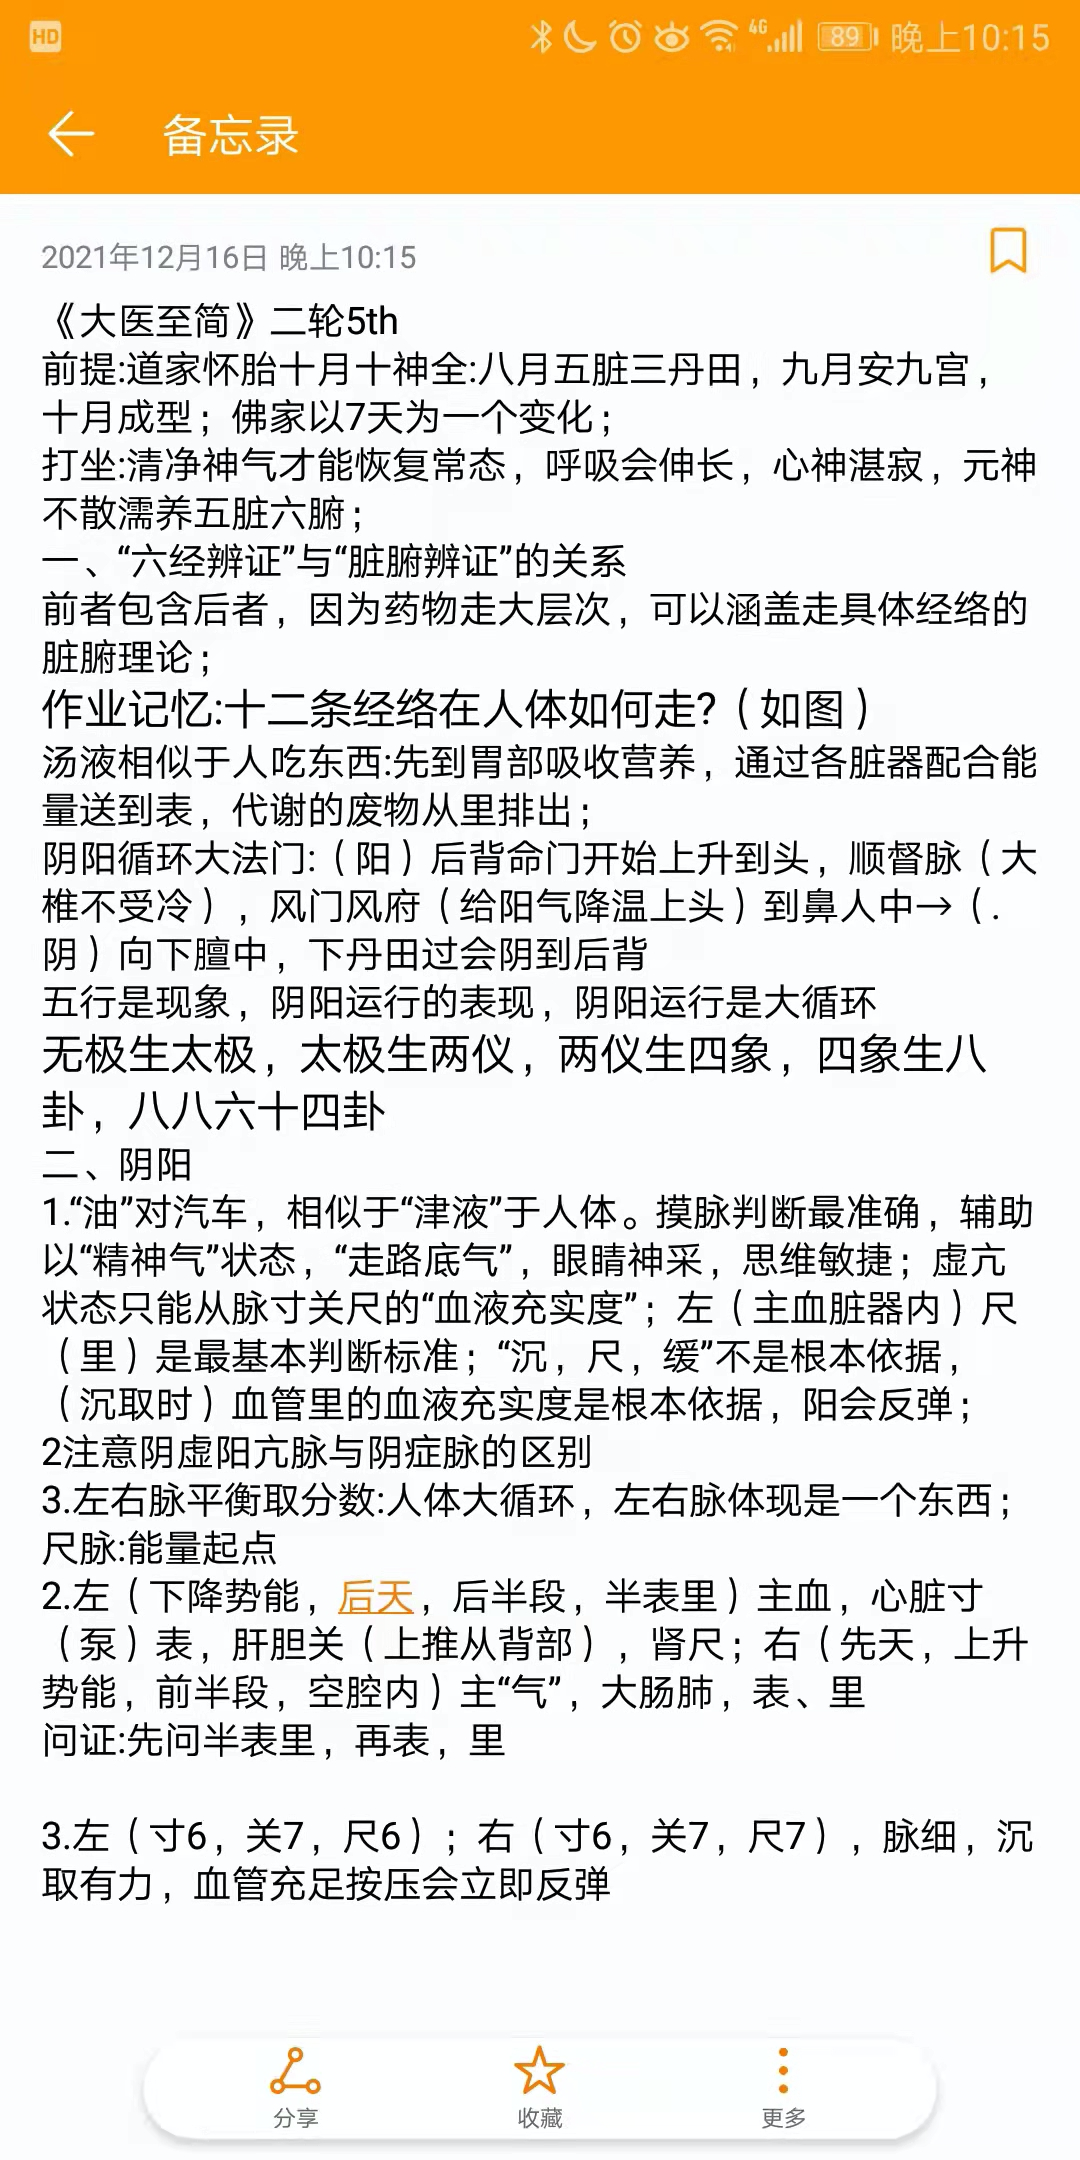 HD 4G 89 晚上10:15
备忘录
2021年12月16日 晚上10:15
《大医至简》二轮5th
前提:道家怀胎十月十神全:八月五脏三丹田，九月安九宫，
十月成型；佛家以7天为一个变化；
打坐:清净神气才能恢复常态，呼吸会伸长，心神湛寂，元神
不散濡养五脏六腑；
一、“六经辨证”与“脏腑辨证”的关系
前者包含后者，因为药物走大层次，可以涵盖走具体经络的
脏腑理论；
作业记忆:十二条经络在人体如何走?（如图）
汤液相似于人吃东西:先到胃部吸收营养，通过各脏器配合能
量送到表，代谢的废物从里排出；
阴阳循环大法门:（阳）后背命门开始上升到头，顺督脉（大
椎不受冷），风门风府（给阳气降温上头）到鼻人中→（.
阴）向下膻中，下丹田过会阴到后背
五行是现象，阴阳运行的表现，阴阳运行是大循环
无极生太极，太极生两仪，两仪生四象，四象生八
卦，八八六十四卦
二、阴阳
1.“油”对汽车，相似于“津液”于人体。摸脉判断最准确，辅助
以“精神气”状态，“走路底气”，眼睛神采，思维敏捷；虚亢
状态只能从脉寸关尺的“血液充实度”；左（主血脏器内）尺
（里）是最基本判断标准；“沉，尺，缓”不是根本依据，
（沉取时）血管里的血液充实度是根本依据，阳会反弹；
2注意阴虚阳亢脉与阴症脉的区别
3.左右脉平衡取分数:人体大循环，左右脉体现是一个东西；
尺脉:能量起点
2.左（下降势能，后天，后半段，半表里）主血，心脏寸
（泵）表，肝胆关（上推从背部），肾尺；右（先天，上升
势能，前半段，空腔内）主“气”，大肠肺，表、里
问证:先问半表里，再表，里
3.左（寸6，关7，尺6）；右（寸6，关7，尺7），脉细，沉
取有力，血管充足按压会立即反弹
分享 收藏 更多